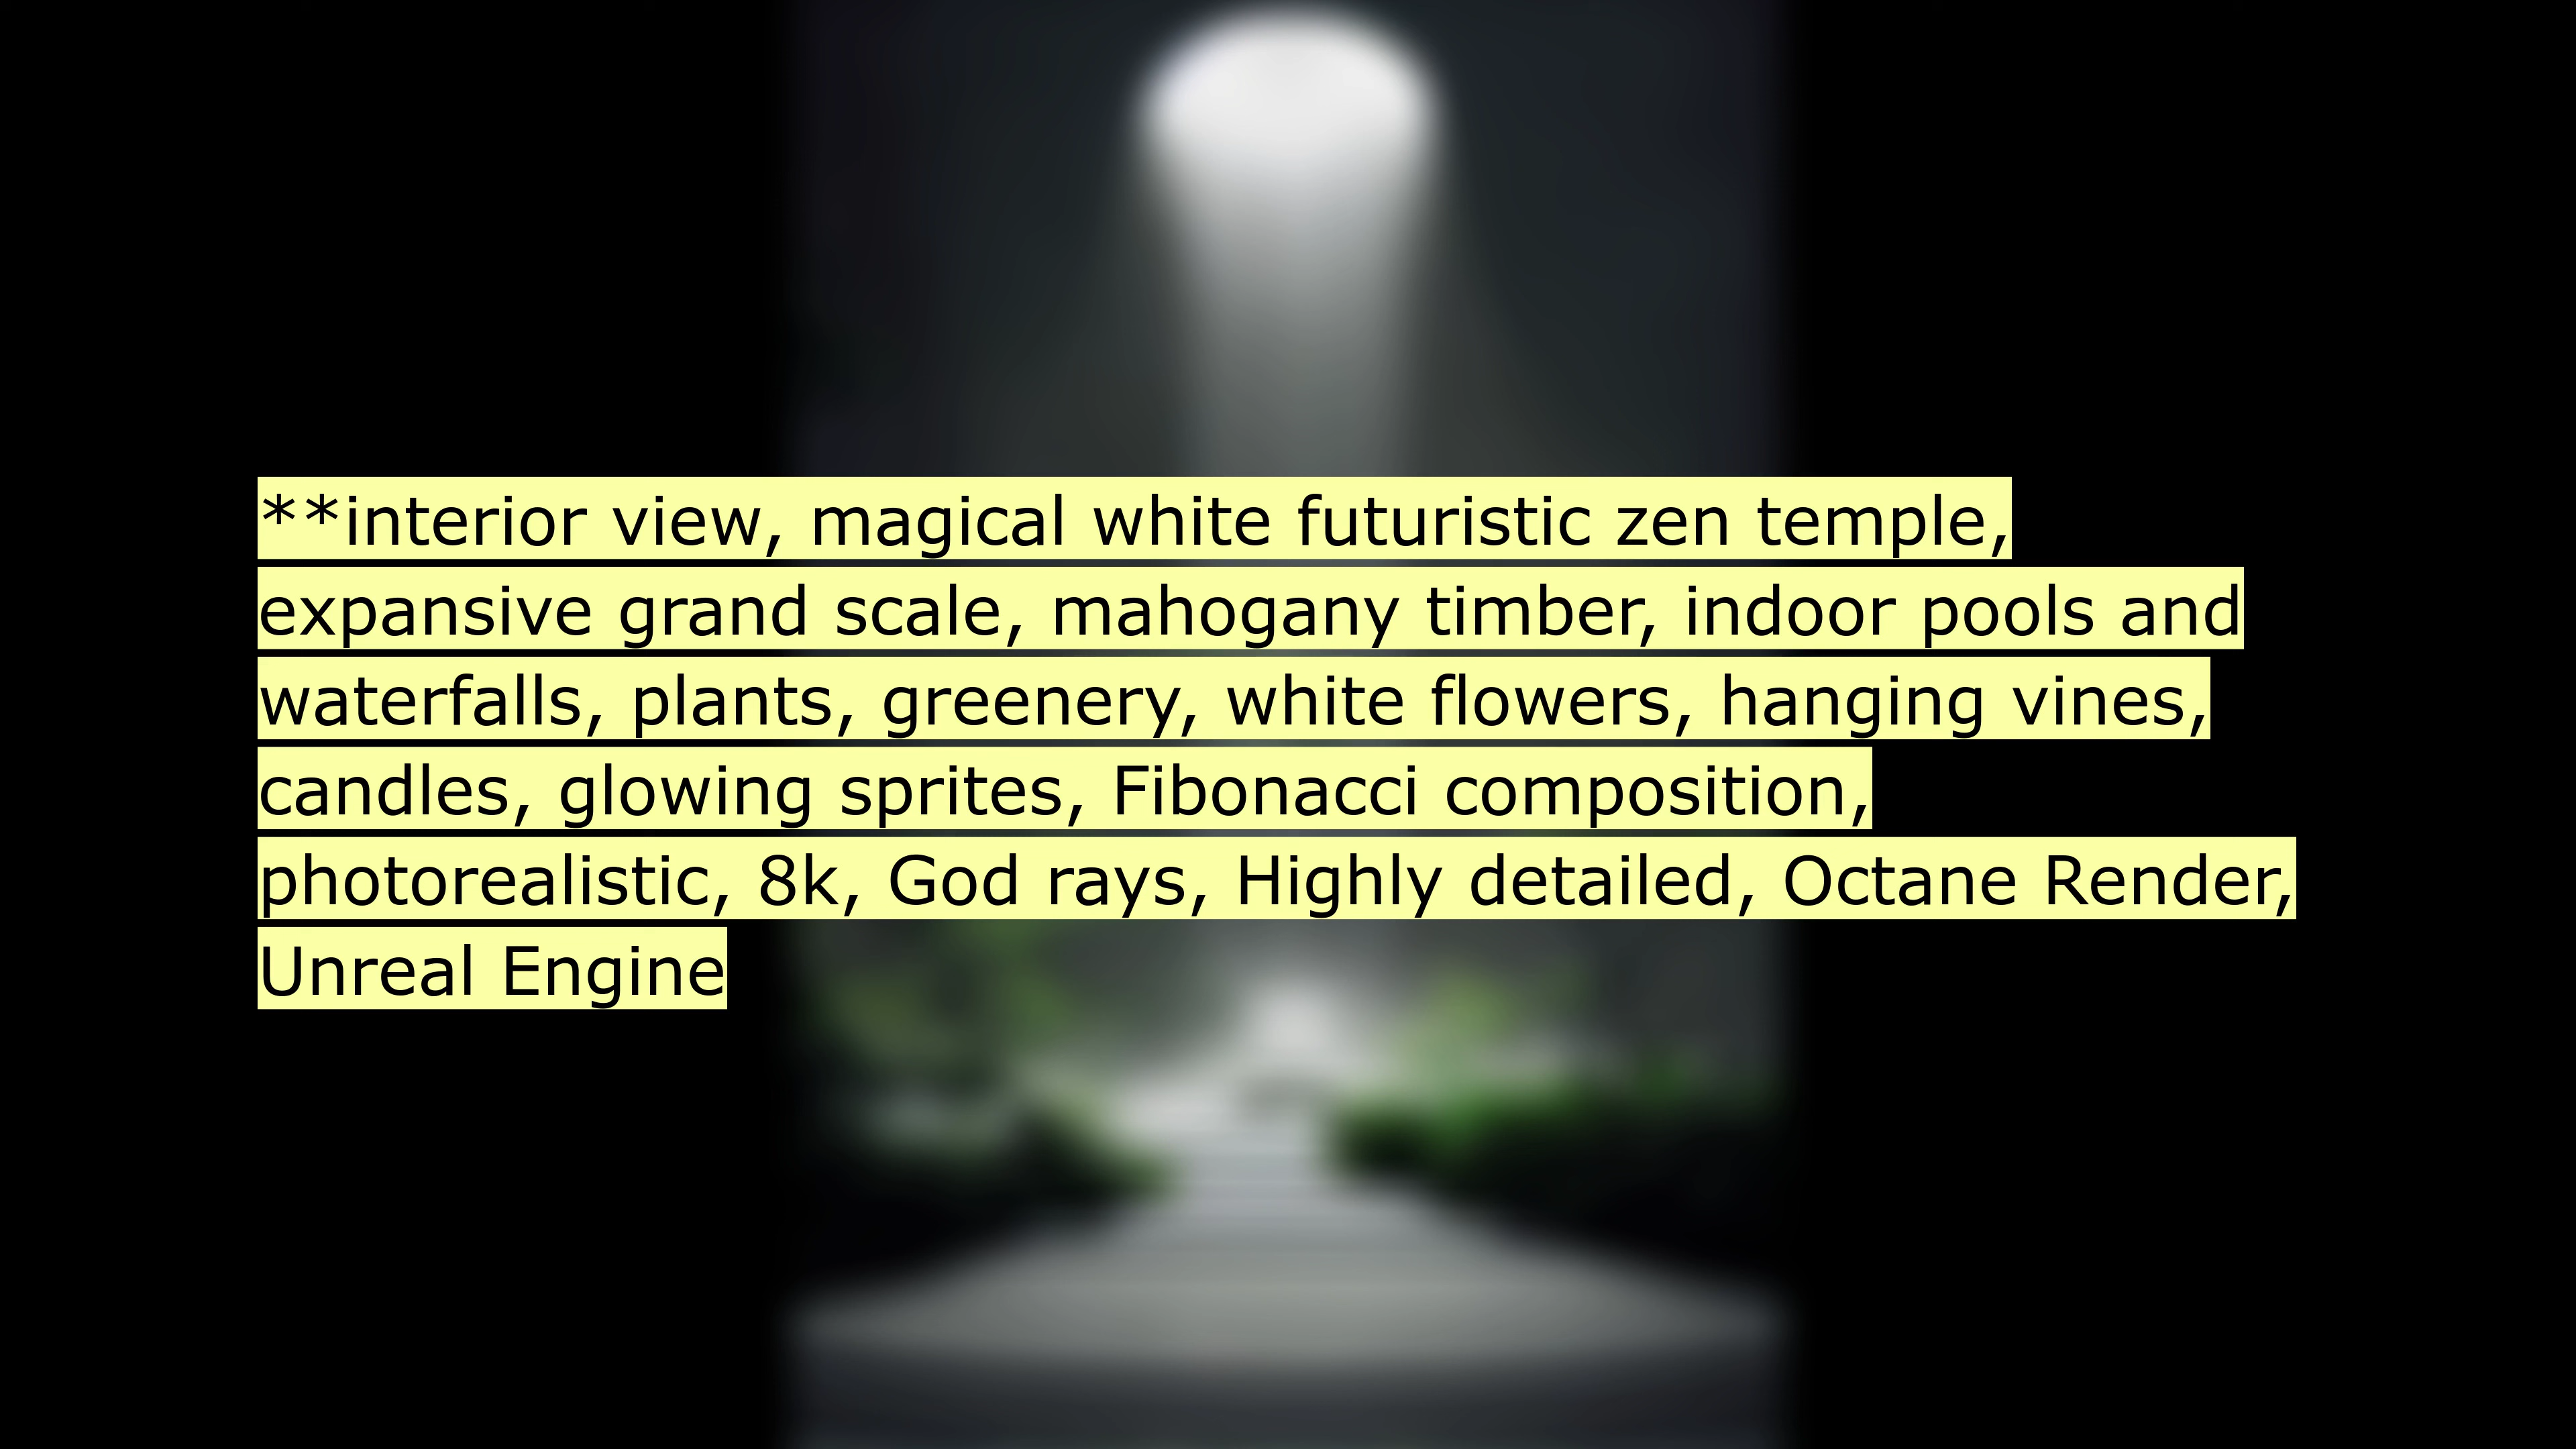 **interior view, magical white futuristic zen temple,
expansive grand scale, mahogany timber, indoor pools and
waterfalls, plants, greenery, white flowers, hanging vines,
candles, glowing sprites, Fibonacci composition,
photorealistic, 8k, God rays, Highly detailed, Octane Render,
Unreal Engine